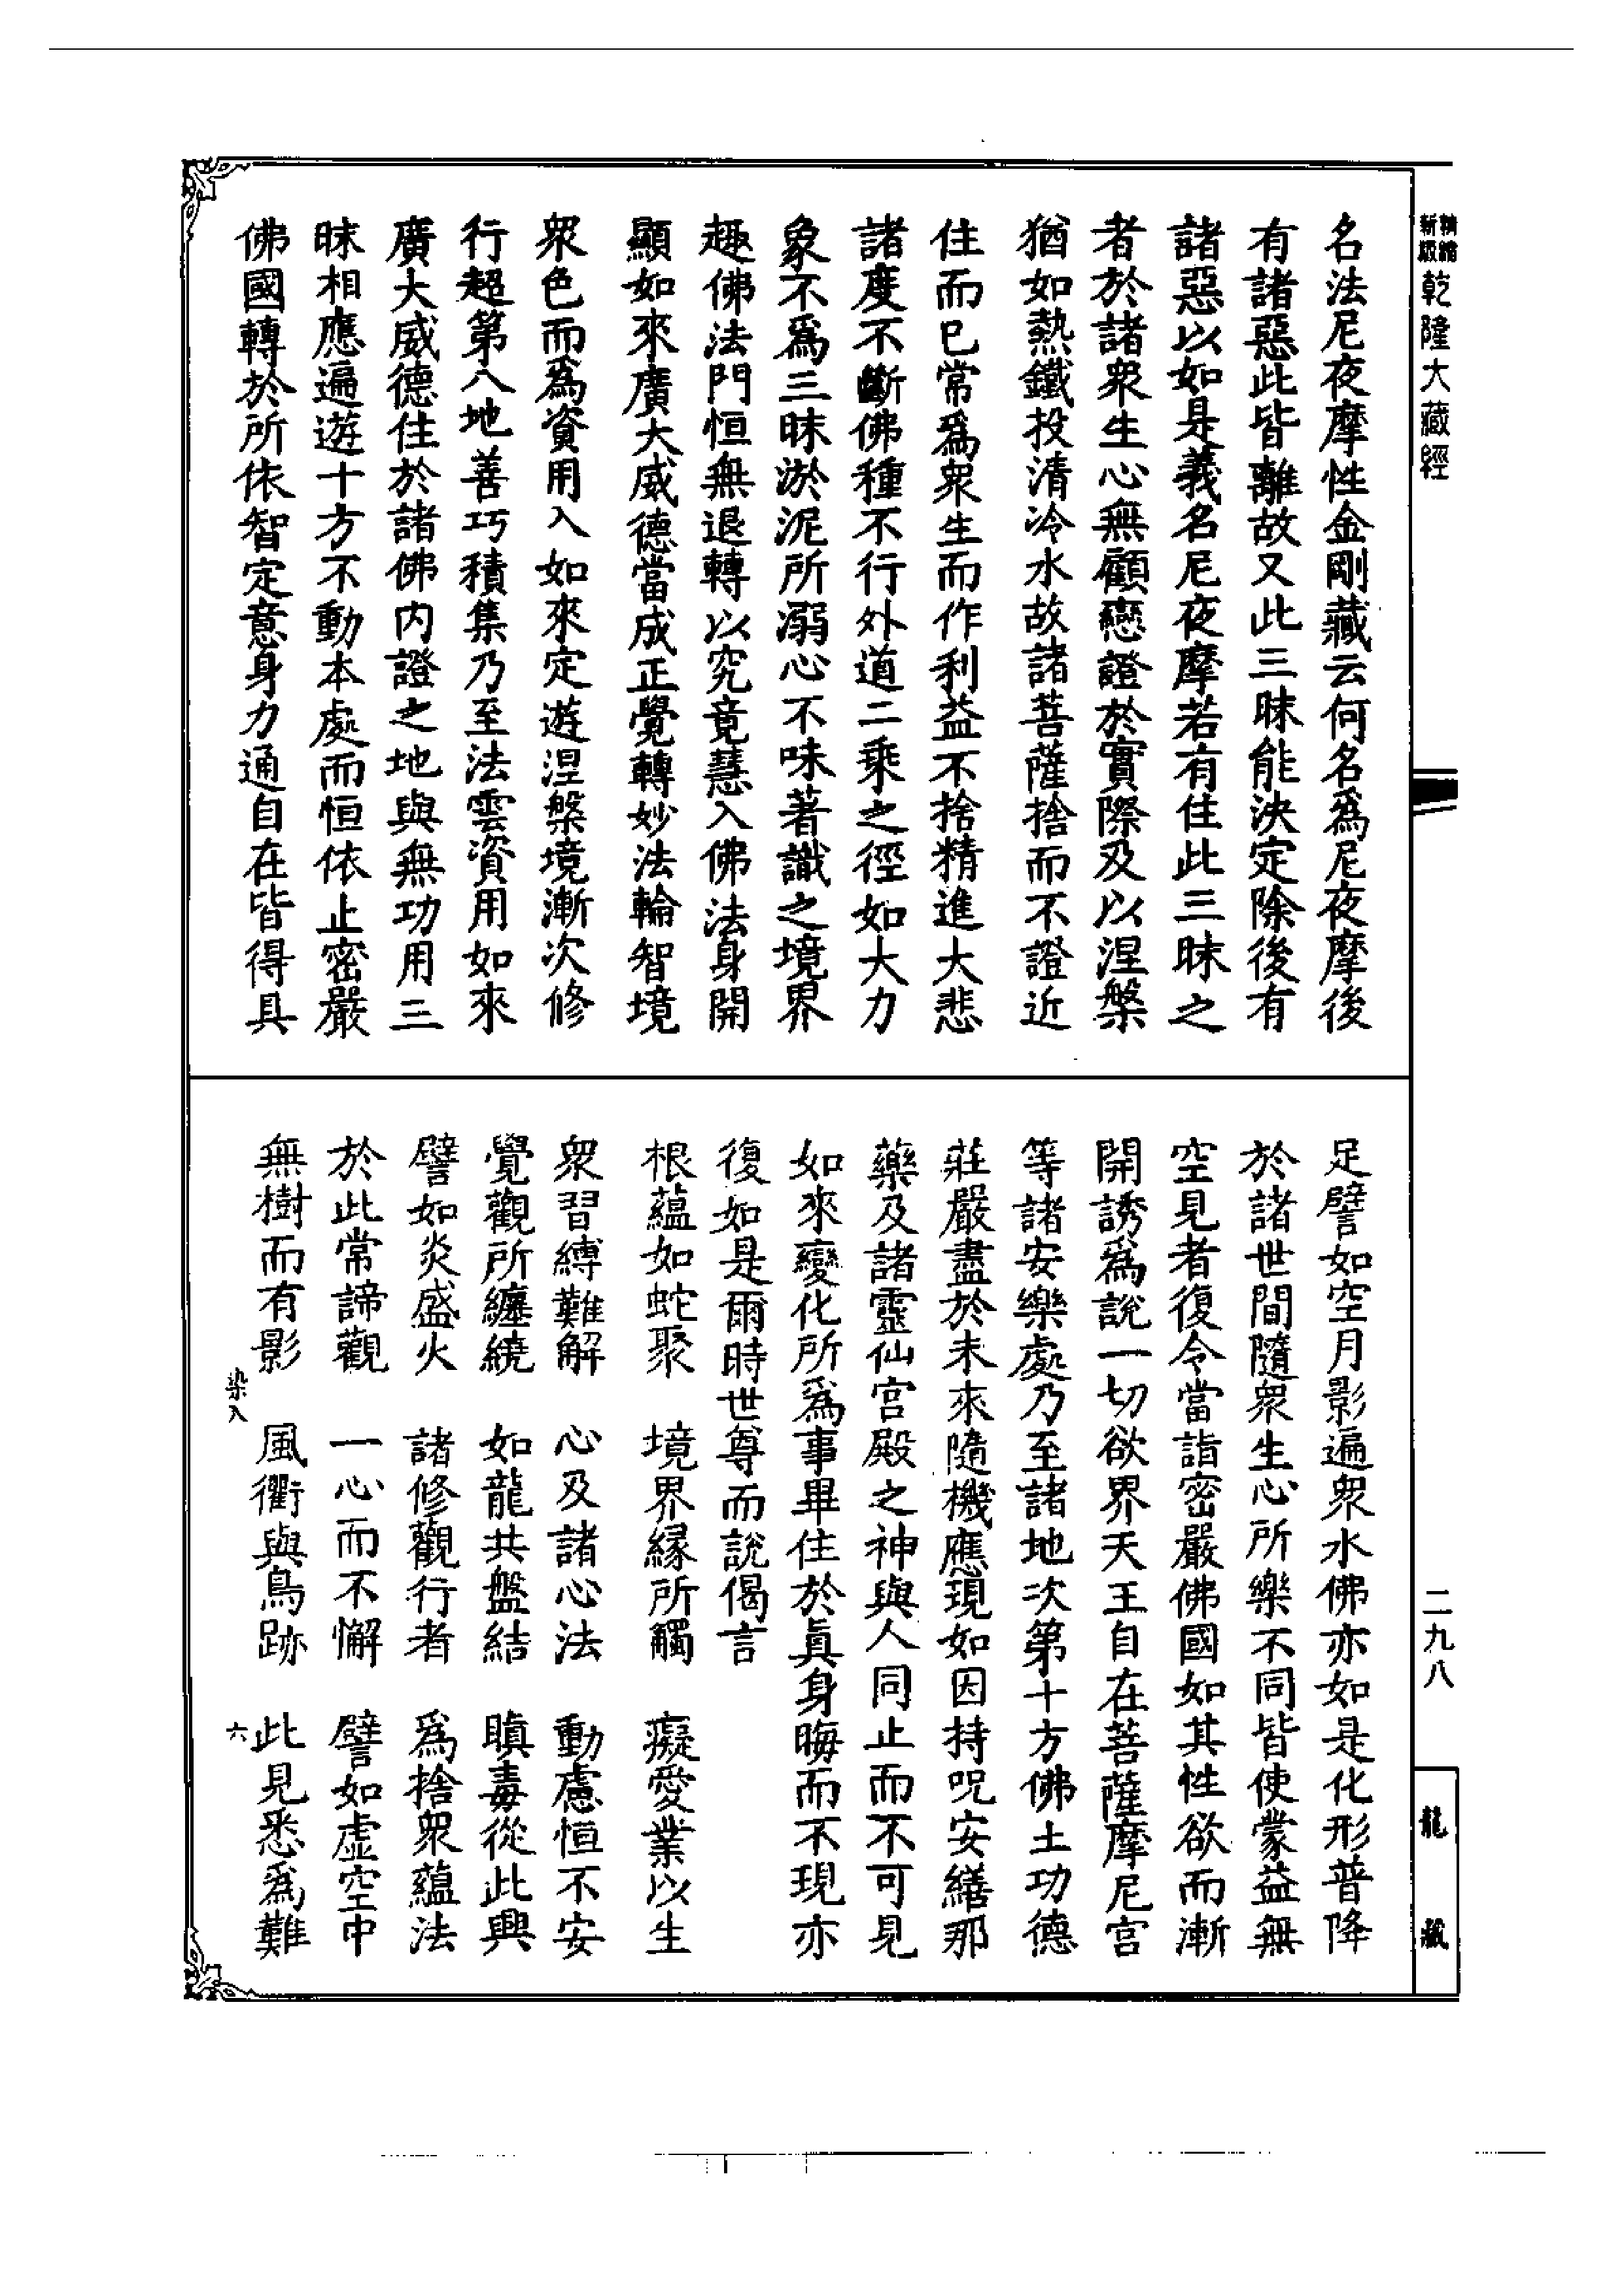 新版精縮乾隆大藏經
名法尼夜摩性金剛藏云何名爲尼夜摩後
有諸惡此皆離故又此三昧能決定除後有
諸惡以如是義名尼夜摩若有住此三昧之
者於諸衆生心無顧戀證於實際及以涅槃
猶如熱鐵投清冷水故諸菩薩捨而不證近
住而已常爲衆生而作利益不捨精進大悲
諸度不斷佛種不行外道二乘之徑如大力
象不爲三昧淤泥所溺心不味著識之境界
趣佛法門恒無退轉以究竟慧入佛法身開
顯如來廣大威德當成正覺轉妙法輪智境
衆色而爲資用入如來定遊涅槃境漸次修
行超第八地善巧積集乃至法雲資用如來
廣大威德住於諸佛内證之地與無功用三
昧相應遍遊十方不動本處而恒依止密嚴
佛國轉於所依智定意身力通自在皆得具
足譬如空月影遍衆水佛亦如是化形普降
於諸世間隨衆生心所樂不同皆使蒙益無
空見者復令當詣密嚴佛國如其性欲而漸
開誘爲說一切欲界天王自在菩薩摩尼宮
等諸安樂處乃至諸地次第十方佛土功德
莊嚴盡於未來隨機應現如因持呪安繕那
藥及諸靈仙宮殿之神與人同止而不可見
如來變化所爲事畢住於眞身晦而不現亦
復如是爾時世尊而說偈言
根蘊如蛇聚　境界縁所觸　癡愛業以生
衆習縛難解　心及諸心法　動慮恒不安
覺觀所纏繞　如龍共盤結　瞋毒從此興
譬如炎盛火　諸修觀行者　爲捨衆蘊法
於此常諦觀　一心而不懈　譬如虚空中
無樹而有影　風衢與鳥跡　此見悉爲難
染入　六
二九八
龍藏